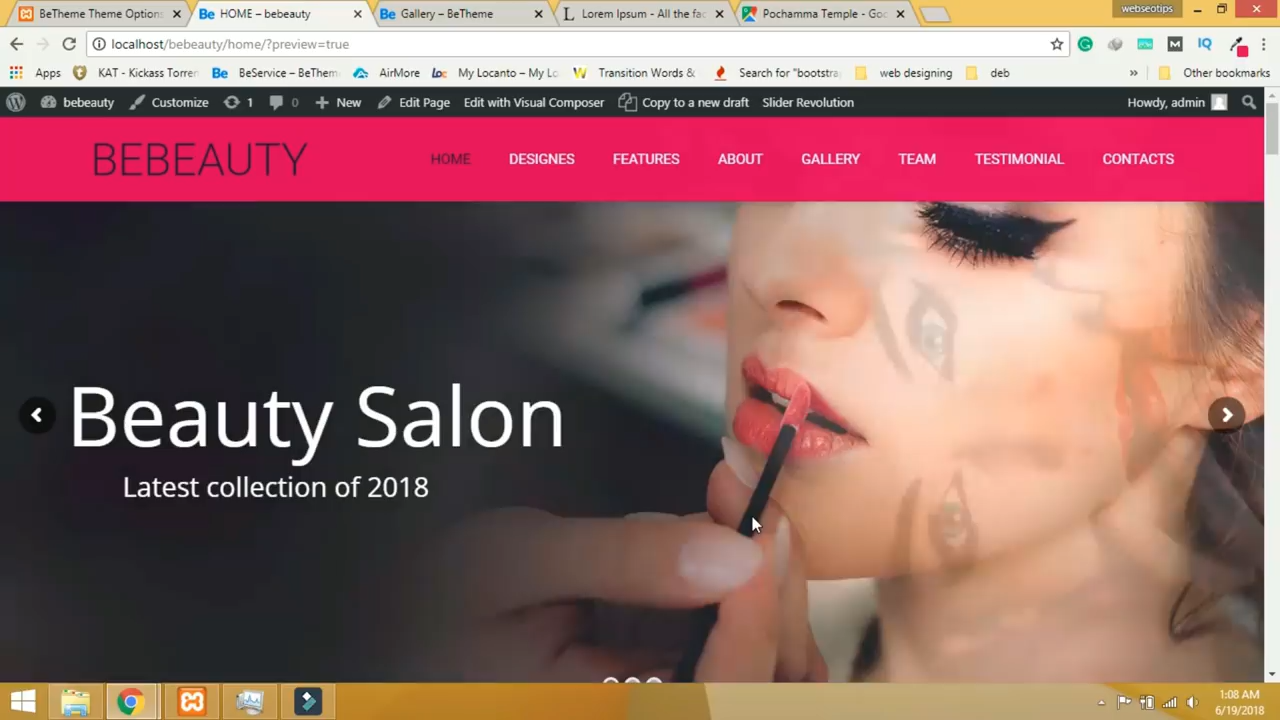 BeTheme Theme Options
HOME – bebeauty
Gallery – BeTheme
Lorem Ipsum - All the fac
Pochamma Temple - Goo
webseotips
localhost/bebeauty/home/?preview=true
Apps
KAT - Kickass Torren
BeService – BeThem
AirMore
Loc
My Locanto – My Lo
Transition Words &
Search for "bootstra
web designing
deb
»
Other bookmarks
bebeauty
Customize
1
0
New
Edit Page
Edit with Visual Composer
Copy to a new draft
Slider Revolution
Howdy, admin
BEBEAUTY
HOME
DESIGNES
FEATURES
ABOUT
GALLERY
TEAM
TESTIMONIAL
CONTACTS
Beauty Salon
Latest collection of 2018
1:08 AM
6/19/2018